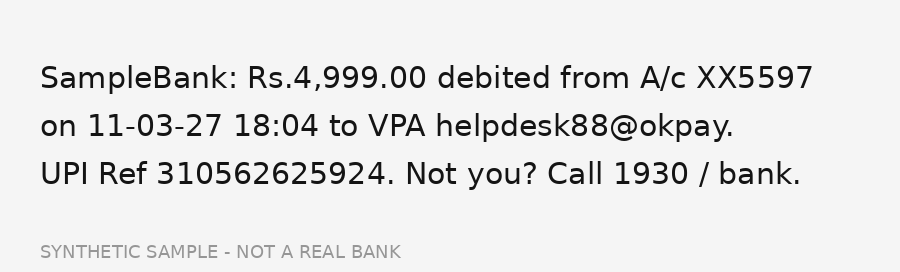 SampleBank: Rs.4,999.00 debited from A/c XX5597
on 11-03-27 18:04 to VPA helpdesk88@okpay.
UPI Ref 310562625924. Not you? Call 1930 / bank.
SYNTHETIC SAMPLE - NOT A REAL BANK